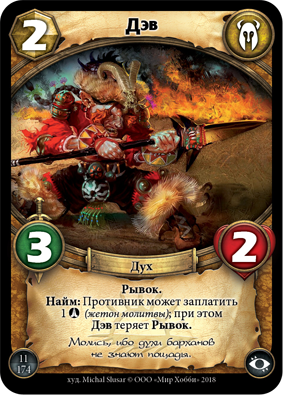 2
Дэв
3
Дух
2
Рывок.
Найм: Противник может заплатить
1 (жетон молитвы); при этом
Дэв теряет Рывок.
Молись, ибо духи барханов
не знают пощады.
11
174
худ. Michal Slusar © ООО «Мир Хобби» 2018